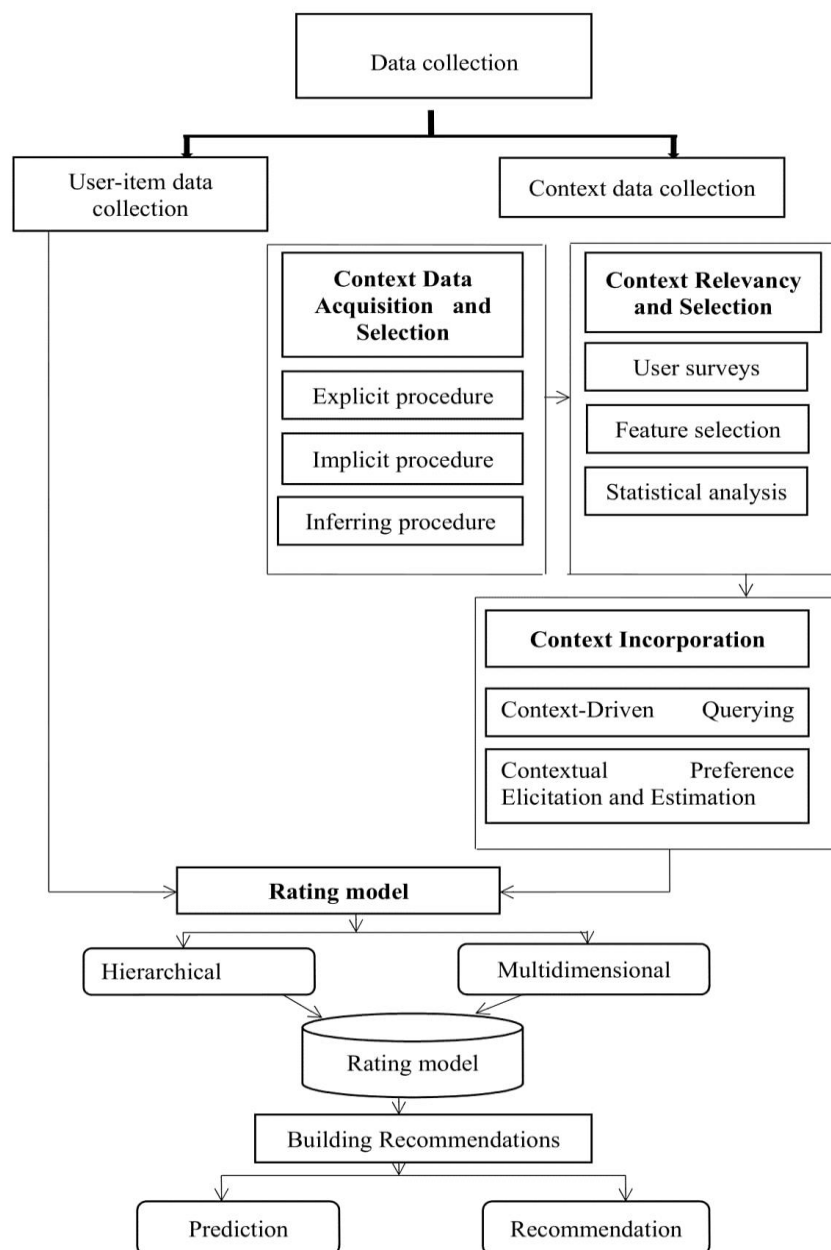 Data collection
User-item data
collection
Context data collection
Context Data
Acquisition and
Selection
Explicit procedure
Implicit procedure
Inferring procedure
Context Relevancy
and Selection
User surveys
Feature selection
Statistical analysis
Context Incorporation
Context-Driven Querying
Contextual Preference
Elicitation and Estimation
Rating model
Hierarchical
Multidimensional
Rating model
Building Recommendations
Prediction
Recommendation